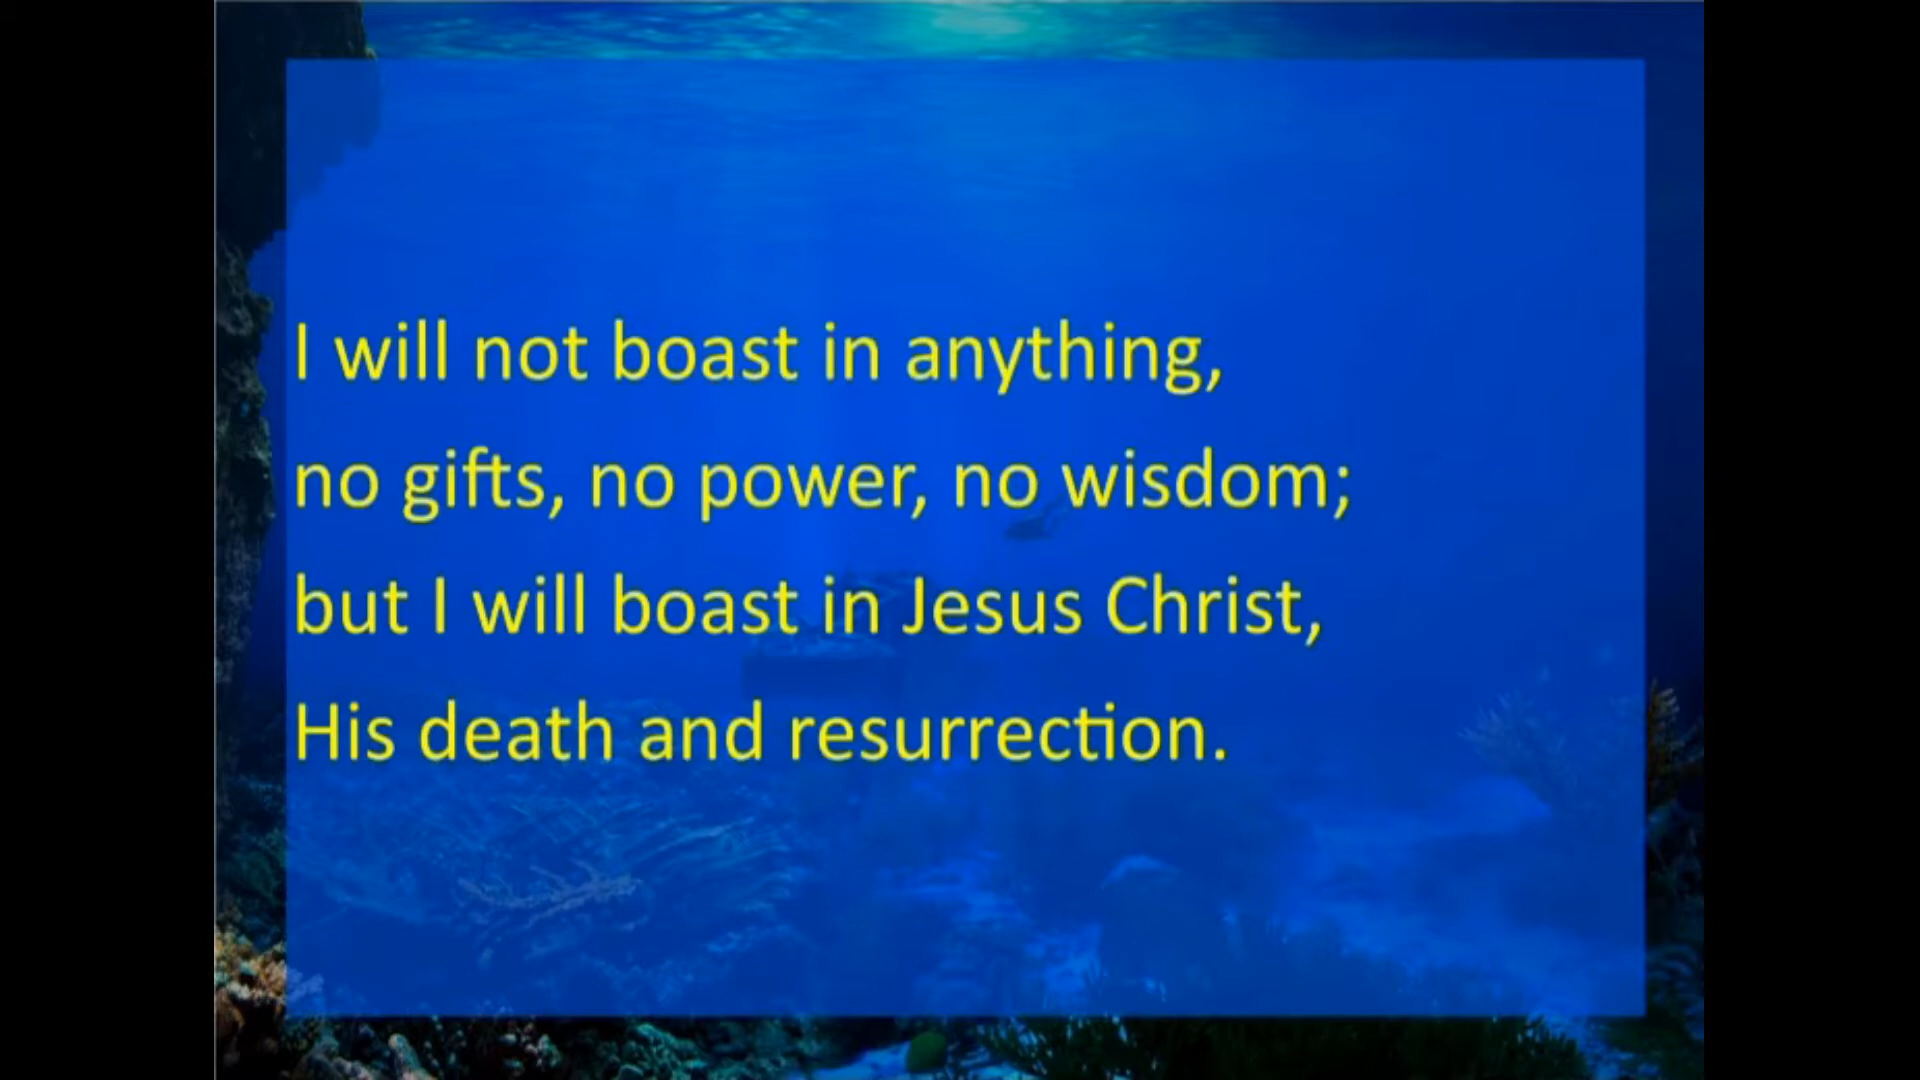 I will not boast in anything,
no gifts, no power, no wisdom;
but I will boast in Jesus Christ,
His death and resurrection.